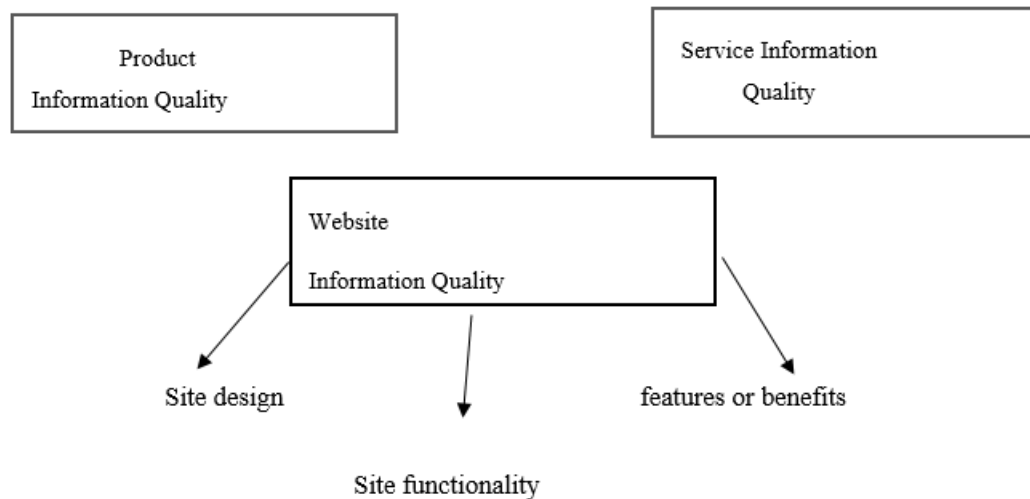 Product
Information Quality
Service Information
Quality
Website
Information Quality
Site design
features or benefits
Site functionality